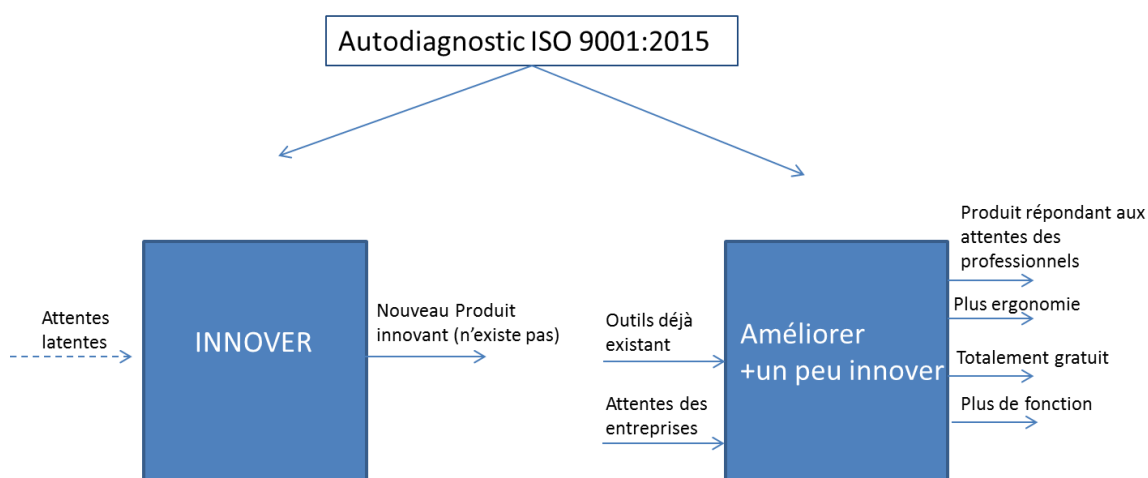 Autodiagnostic ISO 9001:2015
Attentes
latentes
INNOVER
Nouveau Produit
innovant (n'existe pas)
Outils déjà
existant
Attentes des
entreprises
Améliorer
+un peu innover
Produit répondant aux
attentes des
professionnels
Plus ergonomie
Totalement gratuit
Plus de fonction